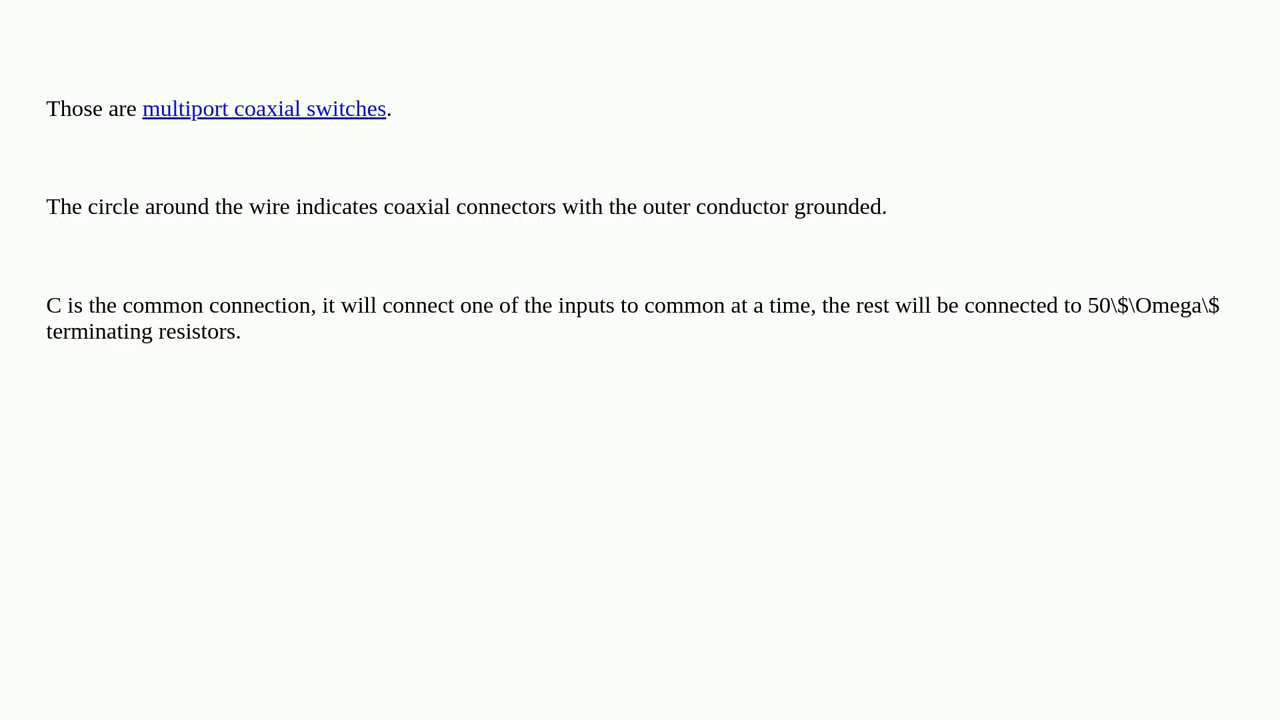 Those are multiport coaxial switches.
The circle around the wire indicates coaxial connectors with the outer conductor grounded.
C is the common connection, it will connect one of the inputs to common at a time, the rest will be connected to 50\$\Omega\$
terminating resistors.